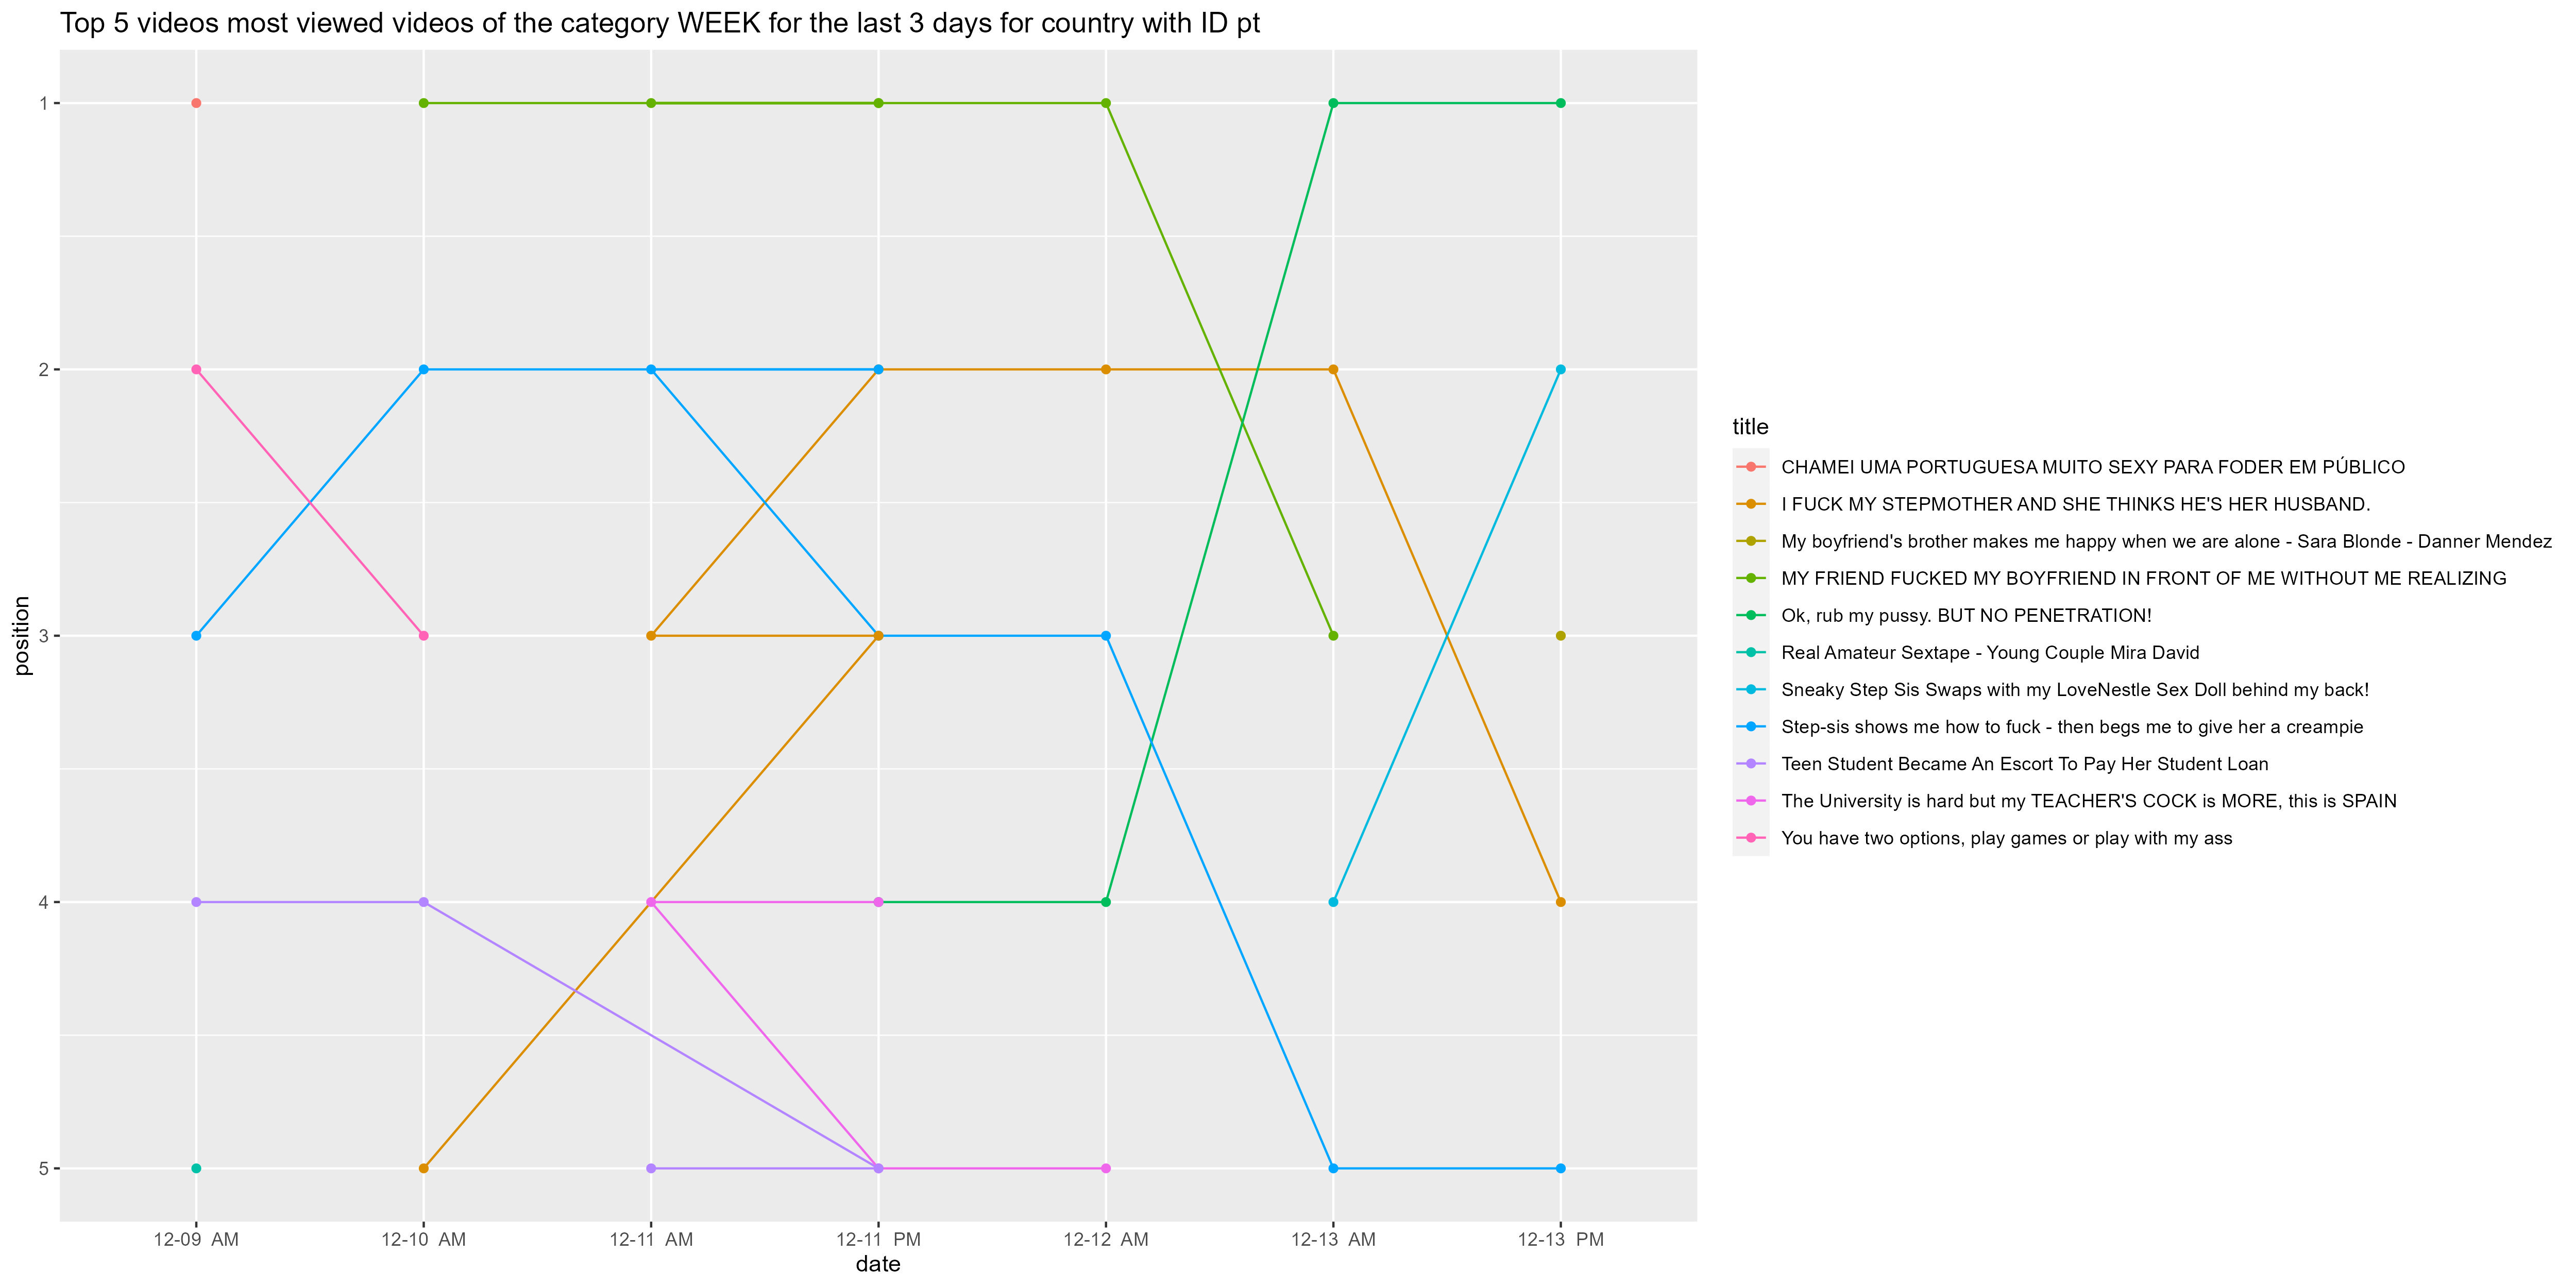 Top 5 videos most viewed videos of the category WEEK for the last 3 days for country with ID pt
position
1
2
3
4
5
12-09 AM
12-10 AM
12-11 AM
12-11 PM
12-12 AM
12-13 AM
12-13 PM
date
title
CHAMEI UMA PORTUGUESA MUITO SEXY PARA FODER EM PÚBLICO
I FUCK MY STEPMOTHER AND SHE THINKS HE'S HER HUSBAND.
My boyfriend's brother makes me happy when we are alone - Sara Blonde - Danner Mendez
MY FRIEND FUCKED MY BOYFRIEND IN FRONT OF ME WITHOUT ME REALIZING
Ok, rub my pussy. BUT NO PENETRATION!
Real Amateur Sextape - Young Couple Mira David
Sneaky Step Sis Swaps with my LoveNestle Sex Doll behind my back!
Step-sis shows me how to fuck - then begs me to give her a creampie
Teen Student Became An Escort To Pay Her Student Loan
The University is hard but my TEACHER'S COCK is MORE, this is SPAIN
You have two options, play games or play with my ass